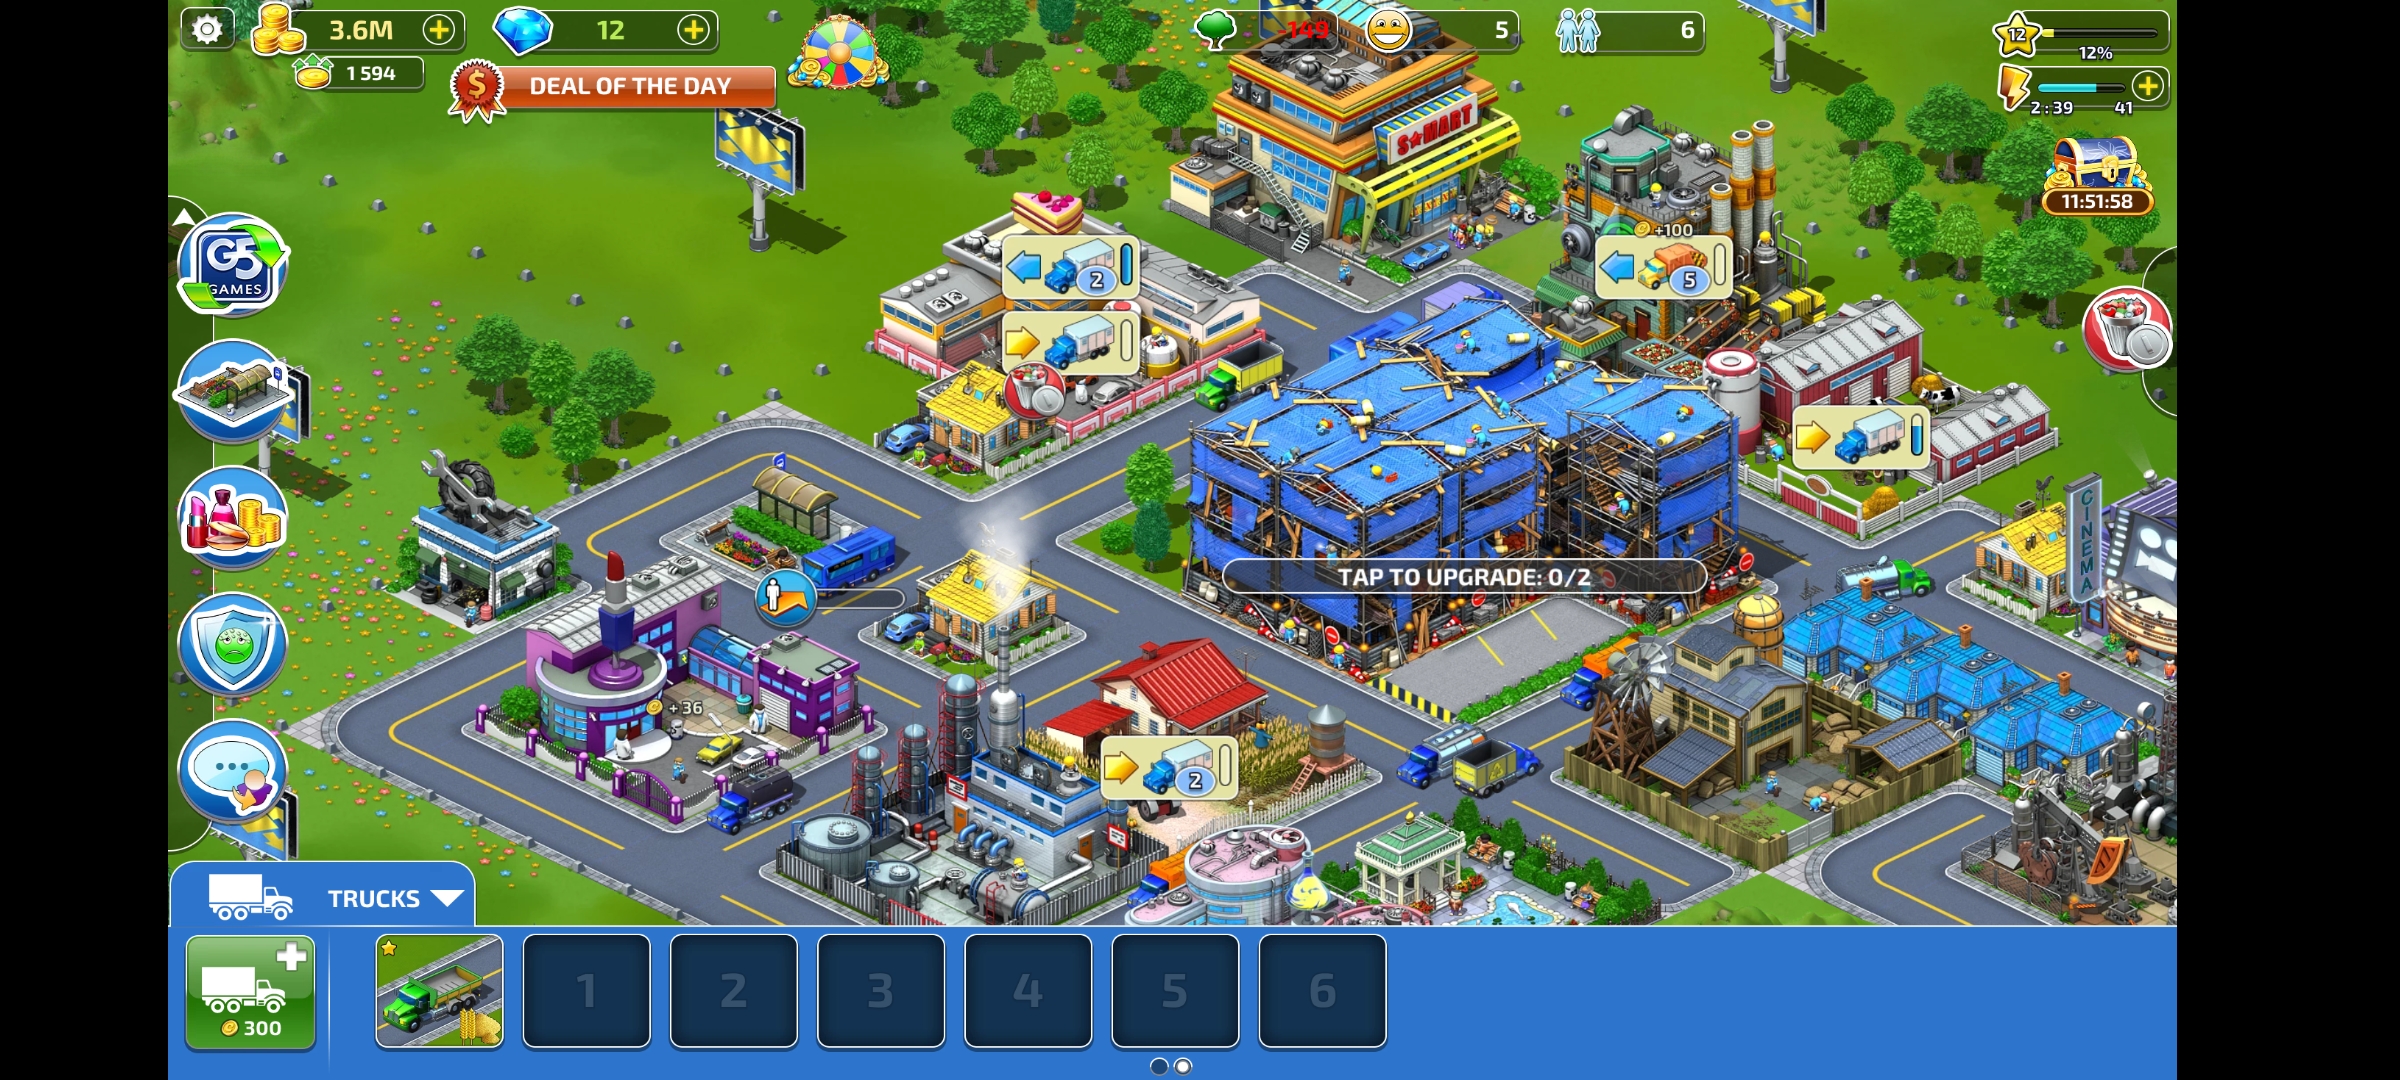 3.6M
12
-149
5
6
12
12%
1 594
DEAL OF THE DAY
2:39
41
S★MART
11:51:58
+100
G5
GAMES
2
5
CINEMA
TAP TO UPGRADE: 0/2
+36
2
TRUCKS
300
1
2
3
4
5
6